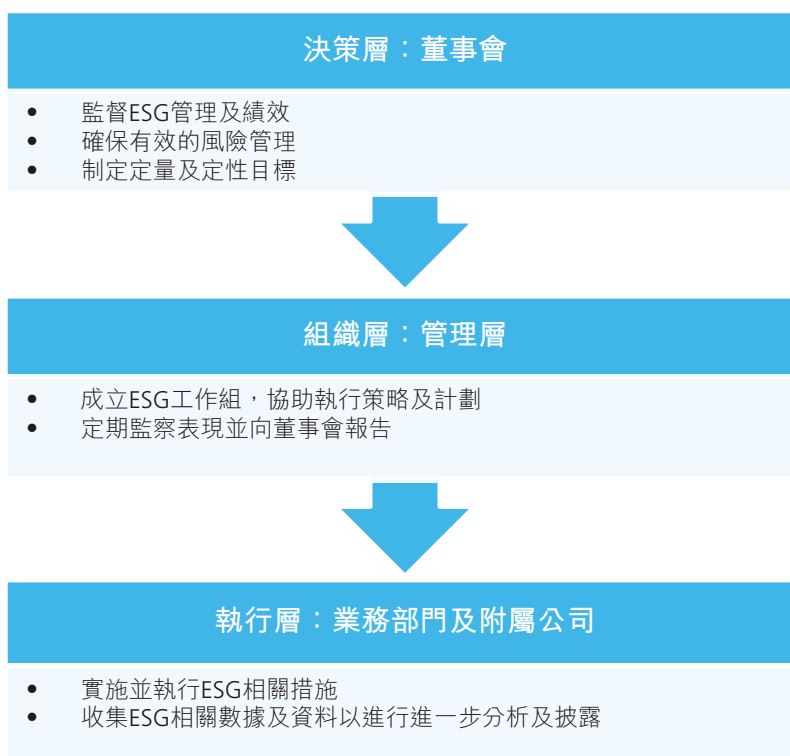 決策層：董事會
• 監督ESG管理及績效
• 確保有效的風險管理
• 制定定量及定性目標
組織層：管理層
• 成立ESG工作組，協助執行策略及計劃
• 定期監察表現並向董事會報告
執行層：業務部門及附屬公司
• 實施並執行ESG相關措施
• 收集ESG相關數據及資料以進行進一步分析及披露